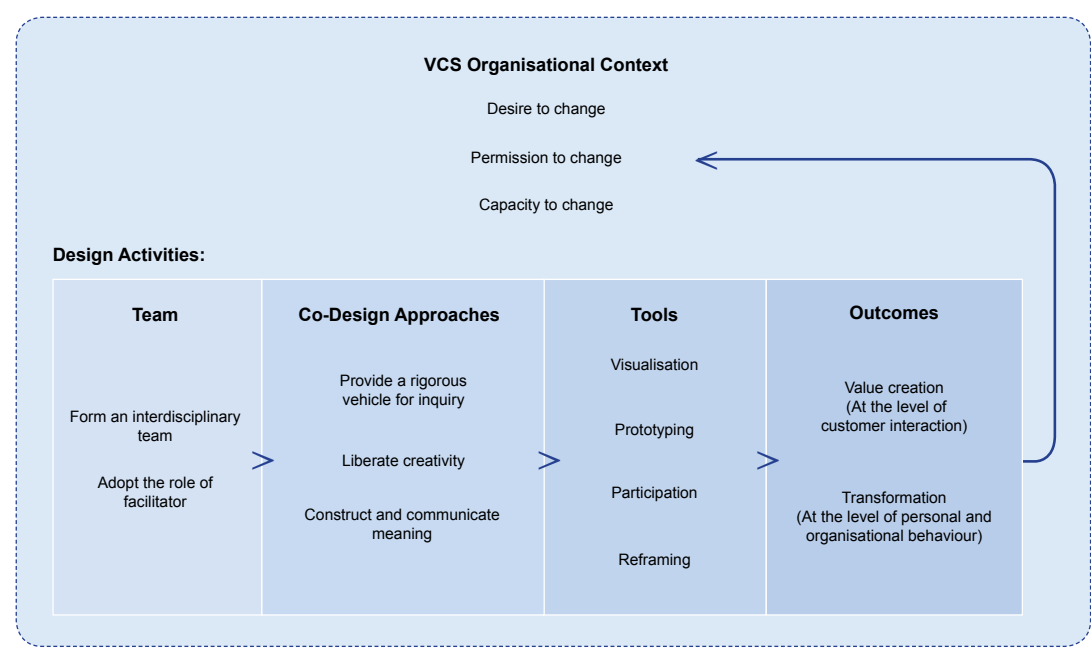 VCS Organisational Context
Desire to change
Permission to change
Capacity to change
Design Activities:
Team
Form an interdisciplinary
team
Adopt the role of
facilitator
Co-Design Approaches
Provide a rigorous
vehicle for inquiry
Liberate creativity
Construct and communicate
meaning
Tools
Visualisation
Prototyping
Participation
Reframing
Outcomes
Value creation
(At the level of
customer interaction)
Transformation
(At the level of personal and
organisational behaviour)